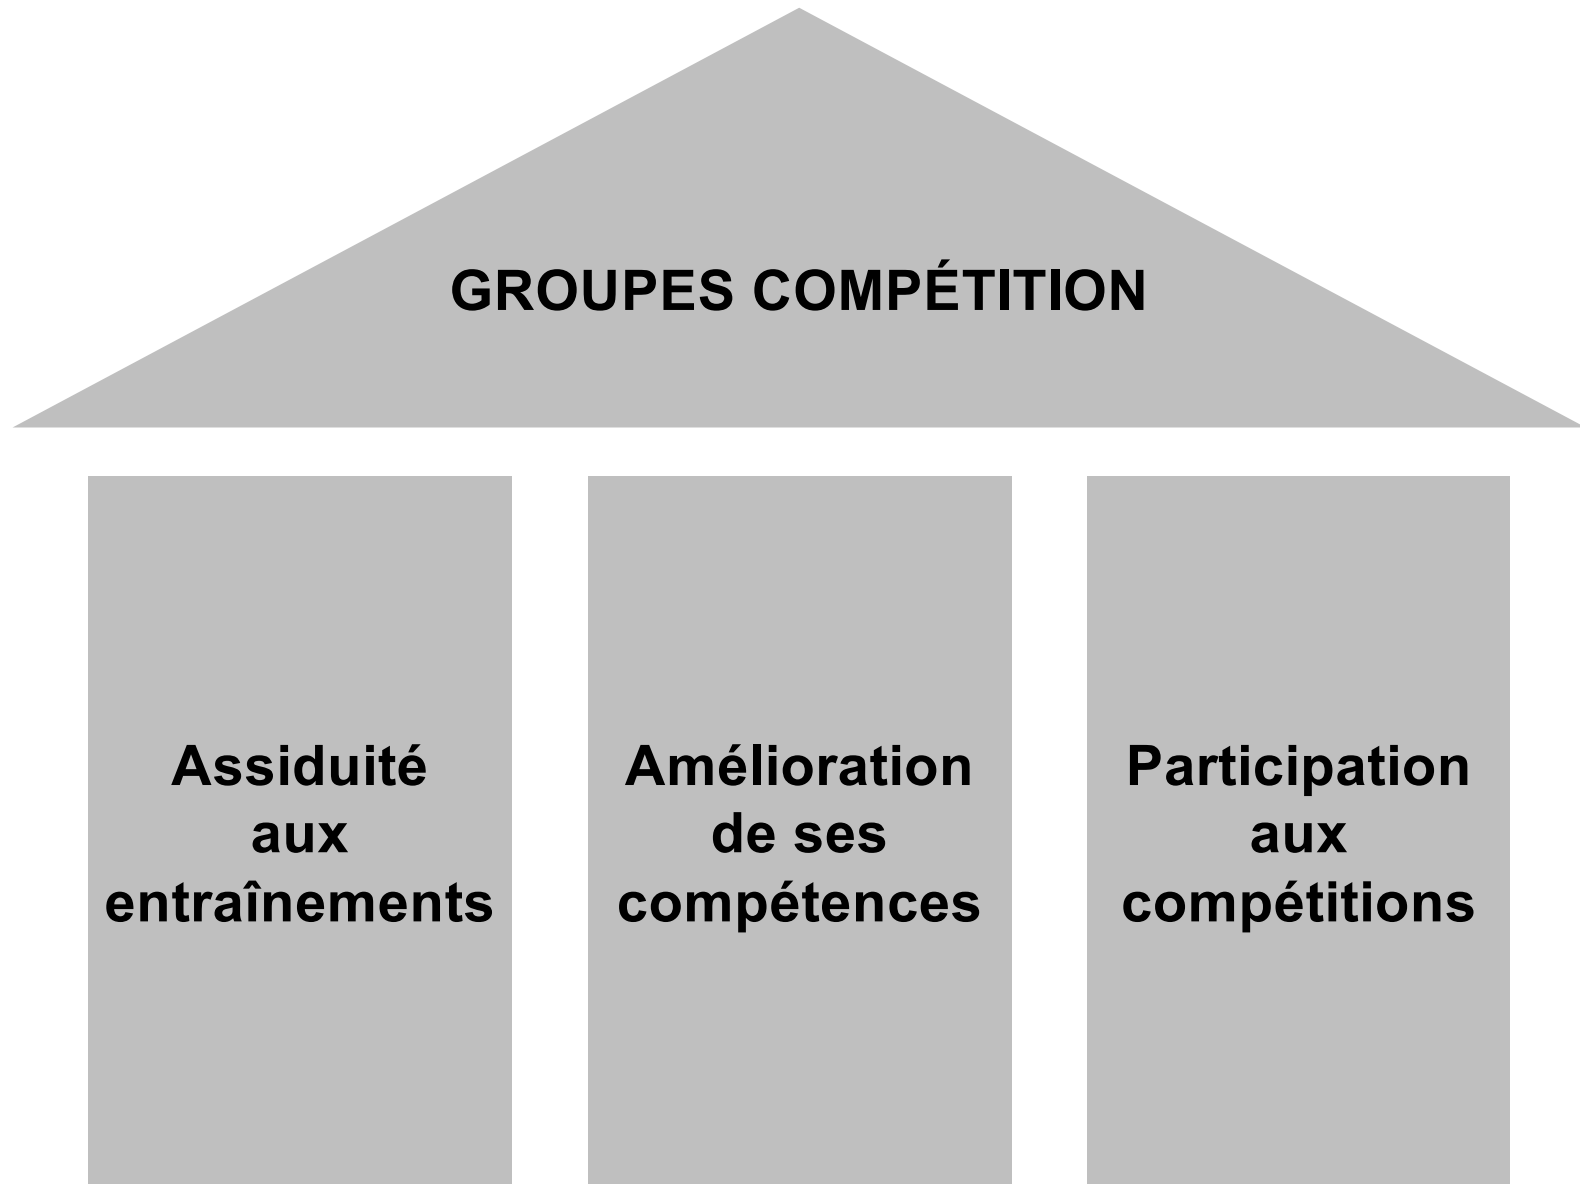 GROUPES COMPÉTITION
Assiduité
aux
entraînements
Amélioration
de ses
compétences
Participation
aux
compétitions